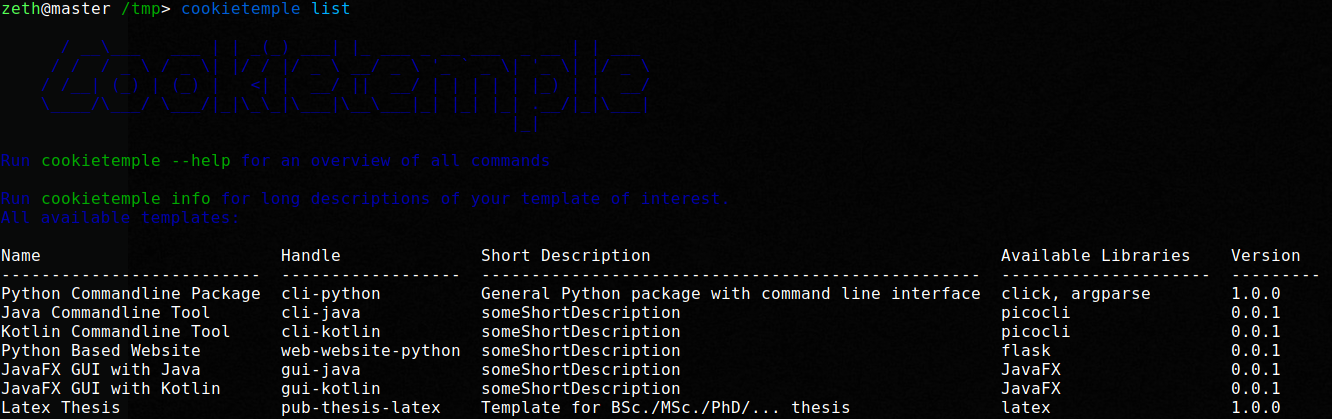 zeth@master /tmp> cookietemple list
Cookietemple
Run cookietemple --help for an overview of all commands
Run cookietemple info for long descriptions of your template of interest.
All available templates:
Name Handle Short Description Available Libraries Version
-------------------------- ------------------ -------------------------------------------------- --------------------- ---------
Python Commandline Package cli-python General Python package with command line interface click, argparse 1.0.0
Java Commandline Tool cli-java someShortDescription picocli 0.0.1
Kotlin Commandline Tool cli-kotlin someShortDescription picocli 0.0.1
Python Based Website web-website-python someShortDescription flask 0.0.1
JavaFX GUI with Java gui-java someShortDescription JavaFX 0.0.1
JavaFX GUI with Kotlin gui-kotlin someShortDescription JavaFX 0.0.1
Latex Thesis pub-thesis-latex Template for BSc./MSc./PhD/... thesis latex 1.0.0